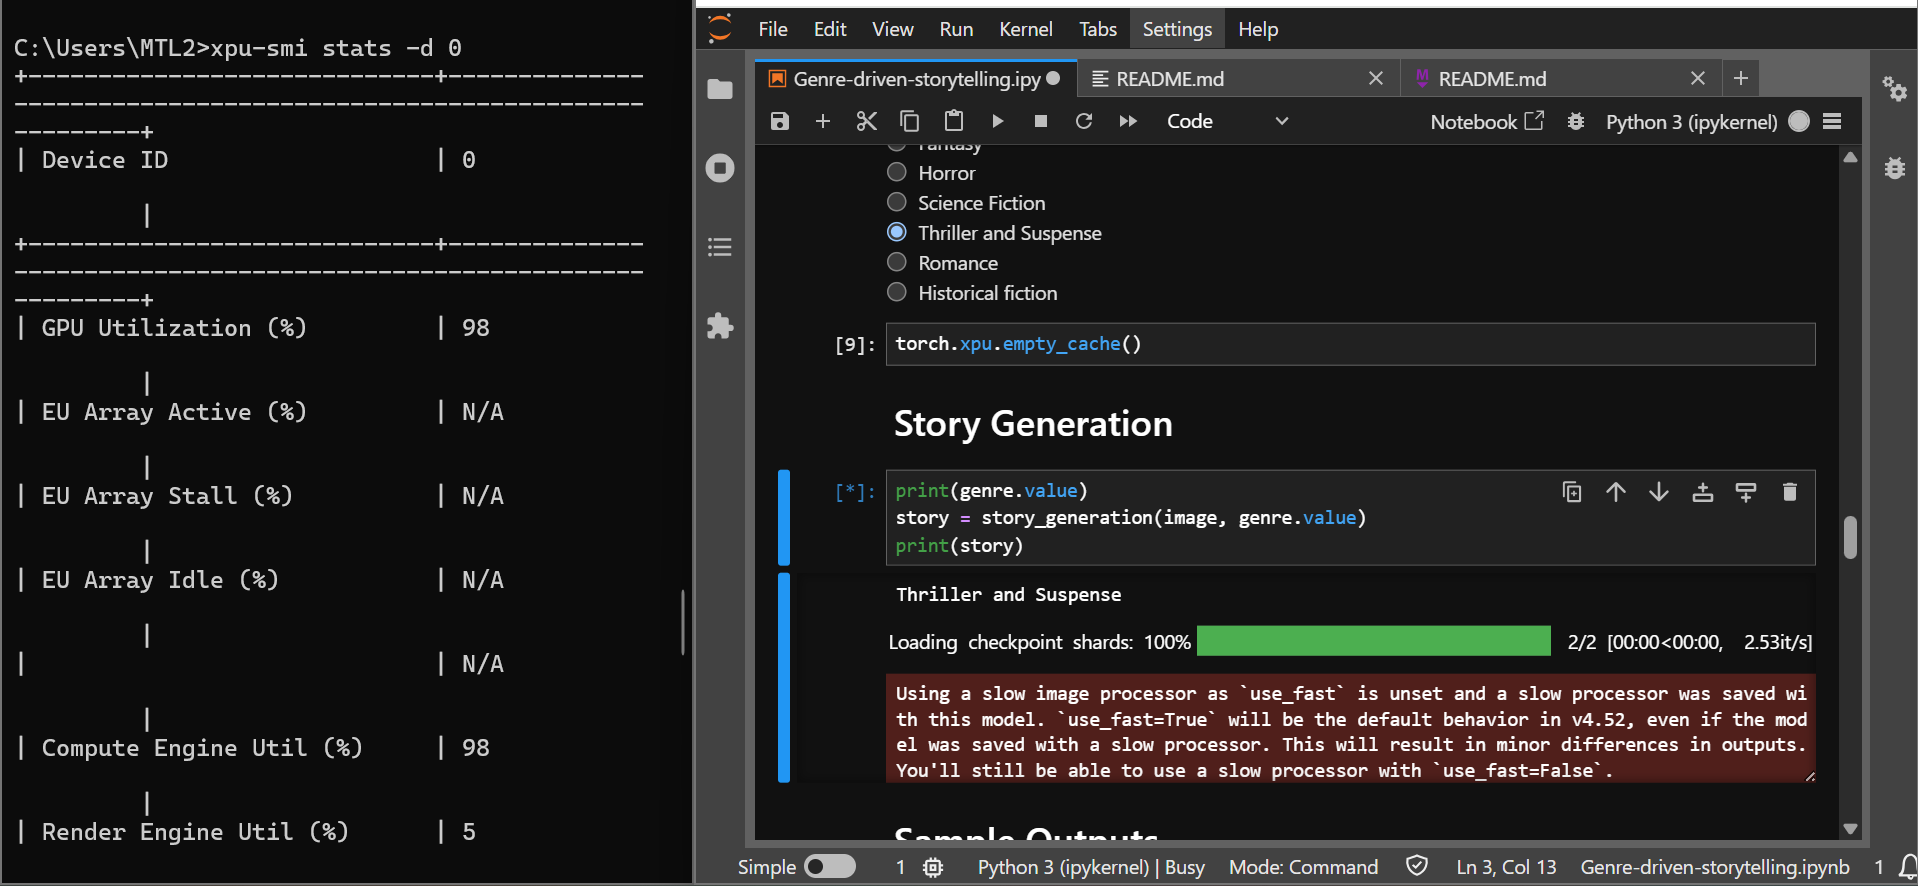 C:\Users\MTL2>xpu-smi stats -d 0
+-----------------------------+--------------
---------------------------------------------
---------+
| Device ID                   | 0
|
+-----------------------------+--------------
---------------------------------------------
---------+
| GPU Utilization (%)         | 98
|
| EU Array Active (%)         | N/A
|
| EU Array Stall (%)          | N/A
|
| EU Array Idle (%)           | N/A
|
|                             | N/A
|
| Compute Engine Util (%)     | 98
|
| Render Engine Util (%)      | 5
File Edit View Run Kernel Tabs Settings Help
Genre-driven-storytelling.ipy README.md README.md
Code Notebook Python 3 (ipykernel)
Fantasy
Horror
Science Fiction
Thriller and Suspense
Romance
Historical fiction
[9]: torch.xpu.empty_cache()
Story Generation
[*]: print(genre.value)
story = story_generation(image, genre.value)
print(story)
Thriller and Suspense
Loading checkpoint shards: 100% 2/2 [00:00<00:00, 2.53it/s]
Using a slow image processor as `use_fast` is unset and a slow processor was saved wi
th this model. `use_fast=True` will be the default behavior in v4.52, even if the mod
el was saved with a slow processor. This will result in minor differences in outputs.
You'll still be able to use a slow processor with `use_fast=False`.
Sample Outputs
Simple 1 Python 3 (ipykernel) | Busy Mode: Command Ln 3, Col 13 Genre-driven-storytelling.ipynb 1